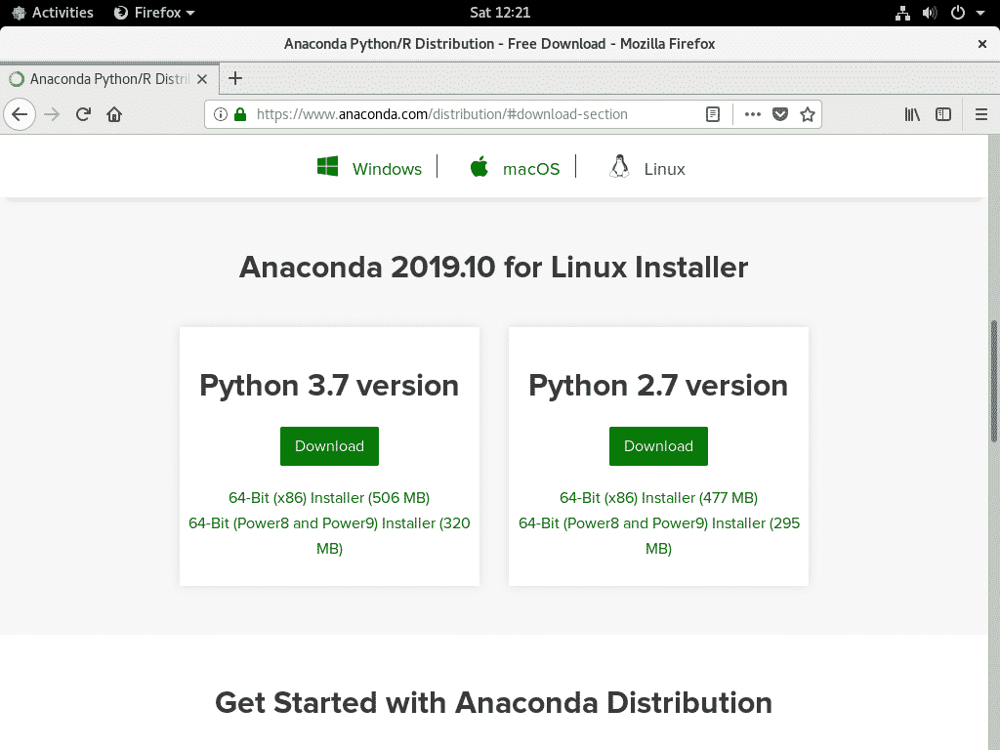 Activities Firefox Sat 12:21
Anaconda Python/R Distribution - Free Download - Mozilla Firefox
Anaconda Python/R Distri
https://www.anaconda.com/distribution/#download-section
Windows macOS Linux
Anaconda 2019.10 for Linux Installer
Python 3.7 version
Download
64-Bit (x86) Installer (506 MB)
64-Bit (Power8 and Power9) Installer (320
MB)
Python 2.7 version
Download
64-Bit (x86) Installer (477 MB)
64-Bit (Power8 and Power9) Installer (295
MB)
Get Started with Anaconda Distribution